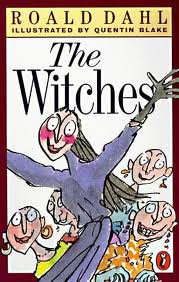 ROALD DAHL
ILLUSTRATED BY QUENTIN BLAKE
The
Witches